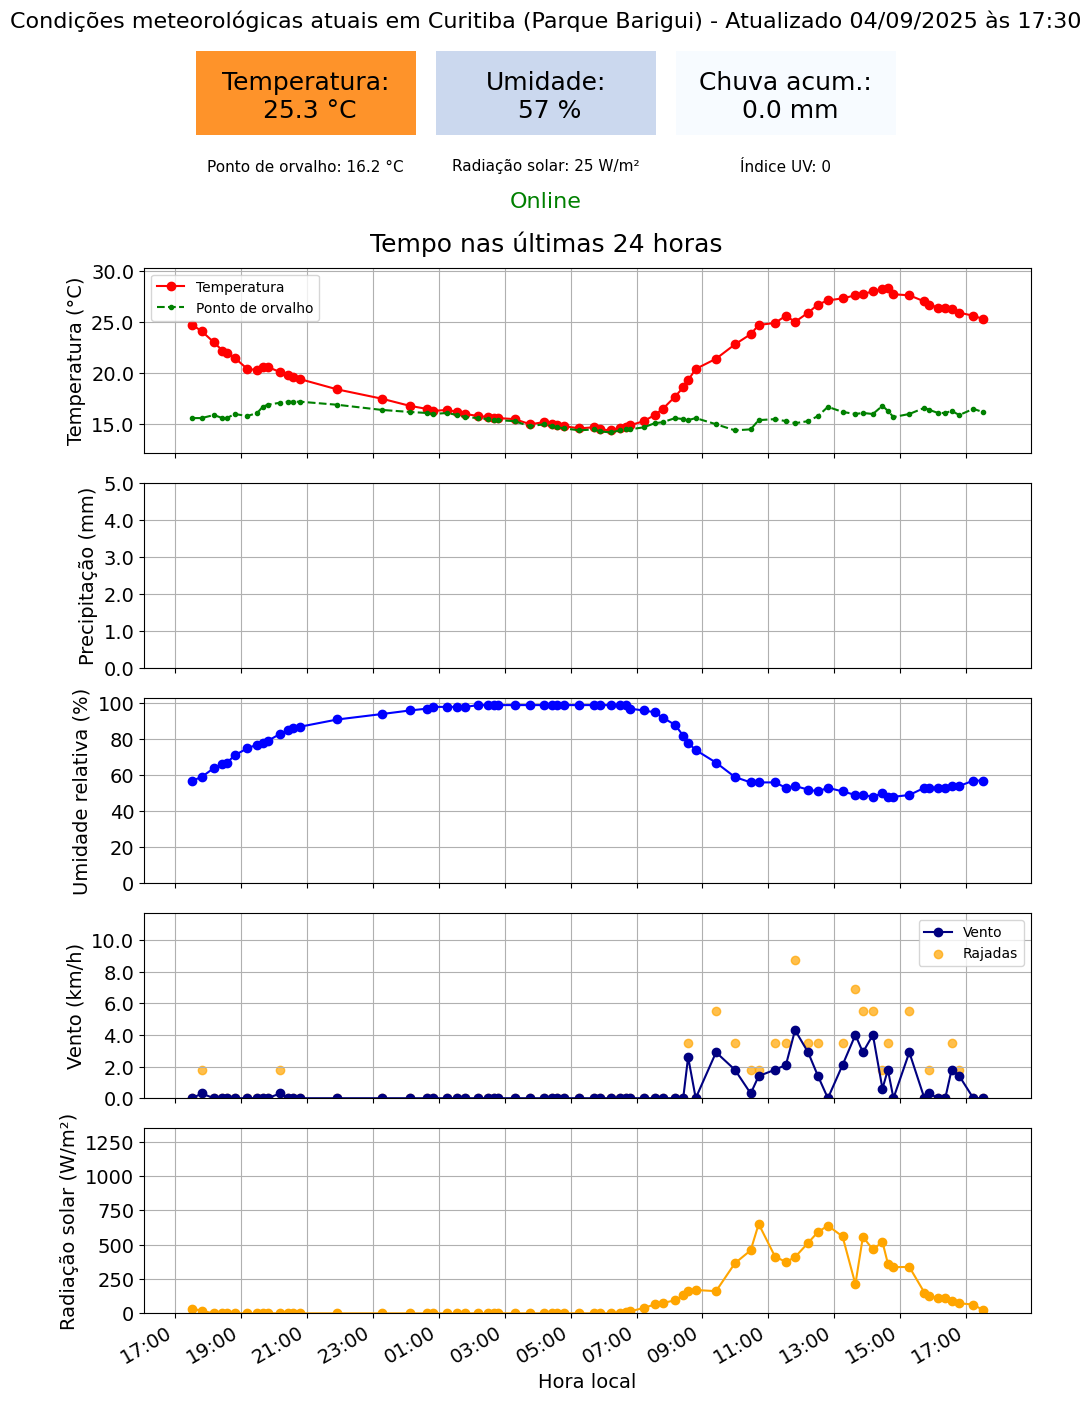 Condições meteorológicas atuais em Curitiba (Parque Barigui) - Atualizado 04/09/2025 às 17:30
Temperatura:
25.3 °C
Umidade:
57 %
Chuva acum.:
0.0 mm
Ponto de orvalho: 16.2 °C
Radiação solar: 25 W/m²
Índice UV: 0
Online
Tempo nas últimas 24 horas
Temperatura (°C)
30.0
25.0
20.0
15.0
Temperatura
Ponto de orvalho
Precipitação (mm)
5.0
4.0
3.0
2.0
1.0
0.0
Umidade relativa (%)
100
80
60
40
20
0
Vento (km/h)
10.0
8.0
6.0
4.0
2.0
0.0
Vento
Rajadas
Radiação solar (W/m²)
1250
1000
750
500
250
0
17:00
19:00
21:00
23:00
01:00
03:00
05:00
07:00
09:00
11:00
13:00
15:00
17:00
Hora local